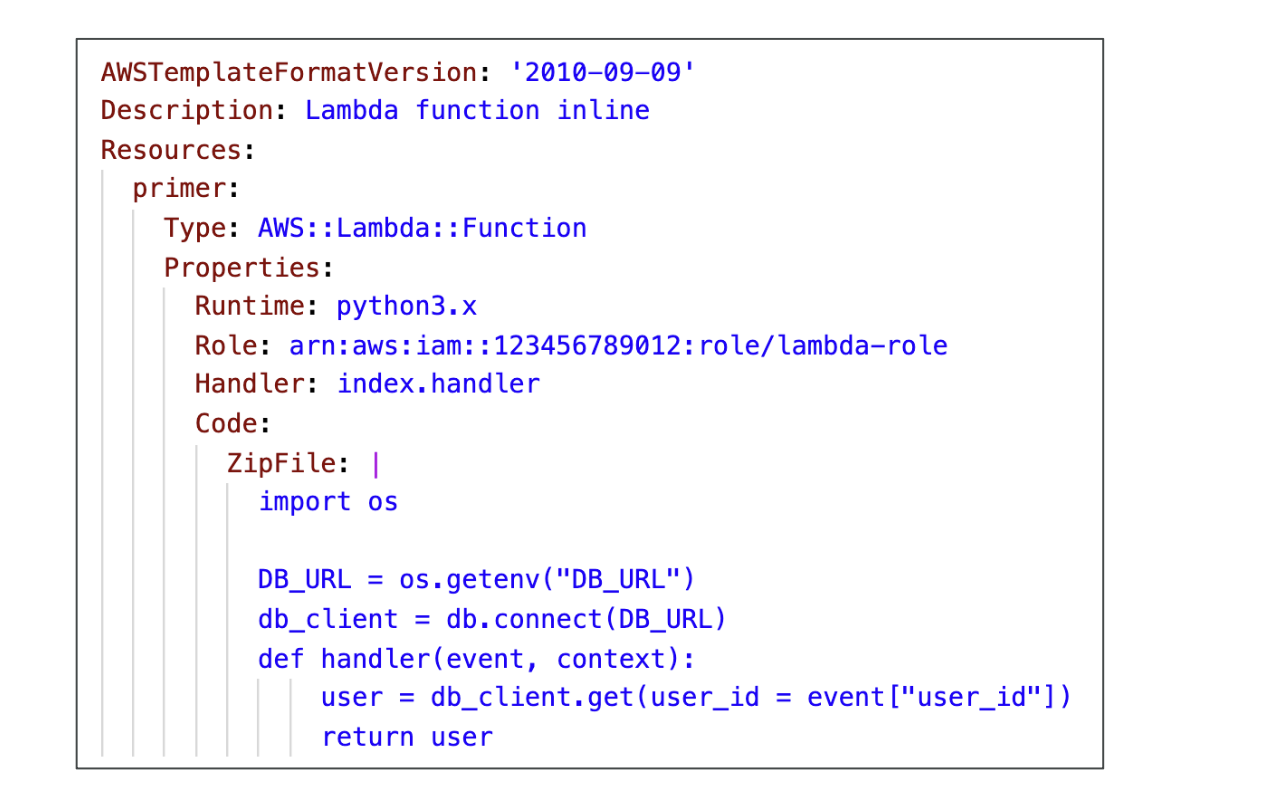 AWSTemplateFormatVersion: '2010-09-09'
Description: Lambda function inline
Resources:
  primer:
    Type: AWS::Lambda::Function
    Properties:
      Runtime: python3.x
      Role: arn:aws:iam::123456789012:role/lambda-role
      Handler: index.handler
      Code:
        ZipFile: |
          import os

          DB_URL = os.getenv("DB_URL")
          db_client = db.connect(DB_URL)
          def handler(event, context):
              user = db_client.get(user_id = event["user_id"])
              return user